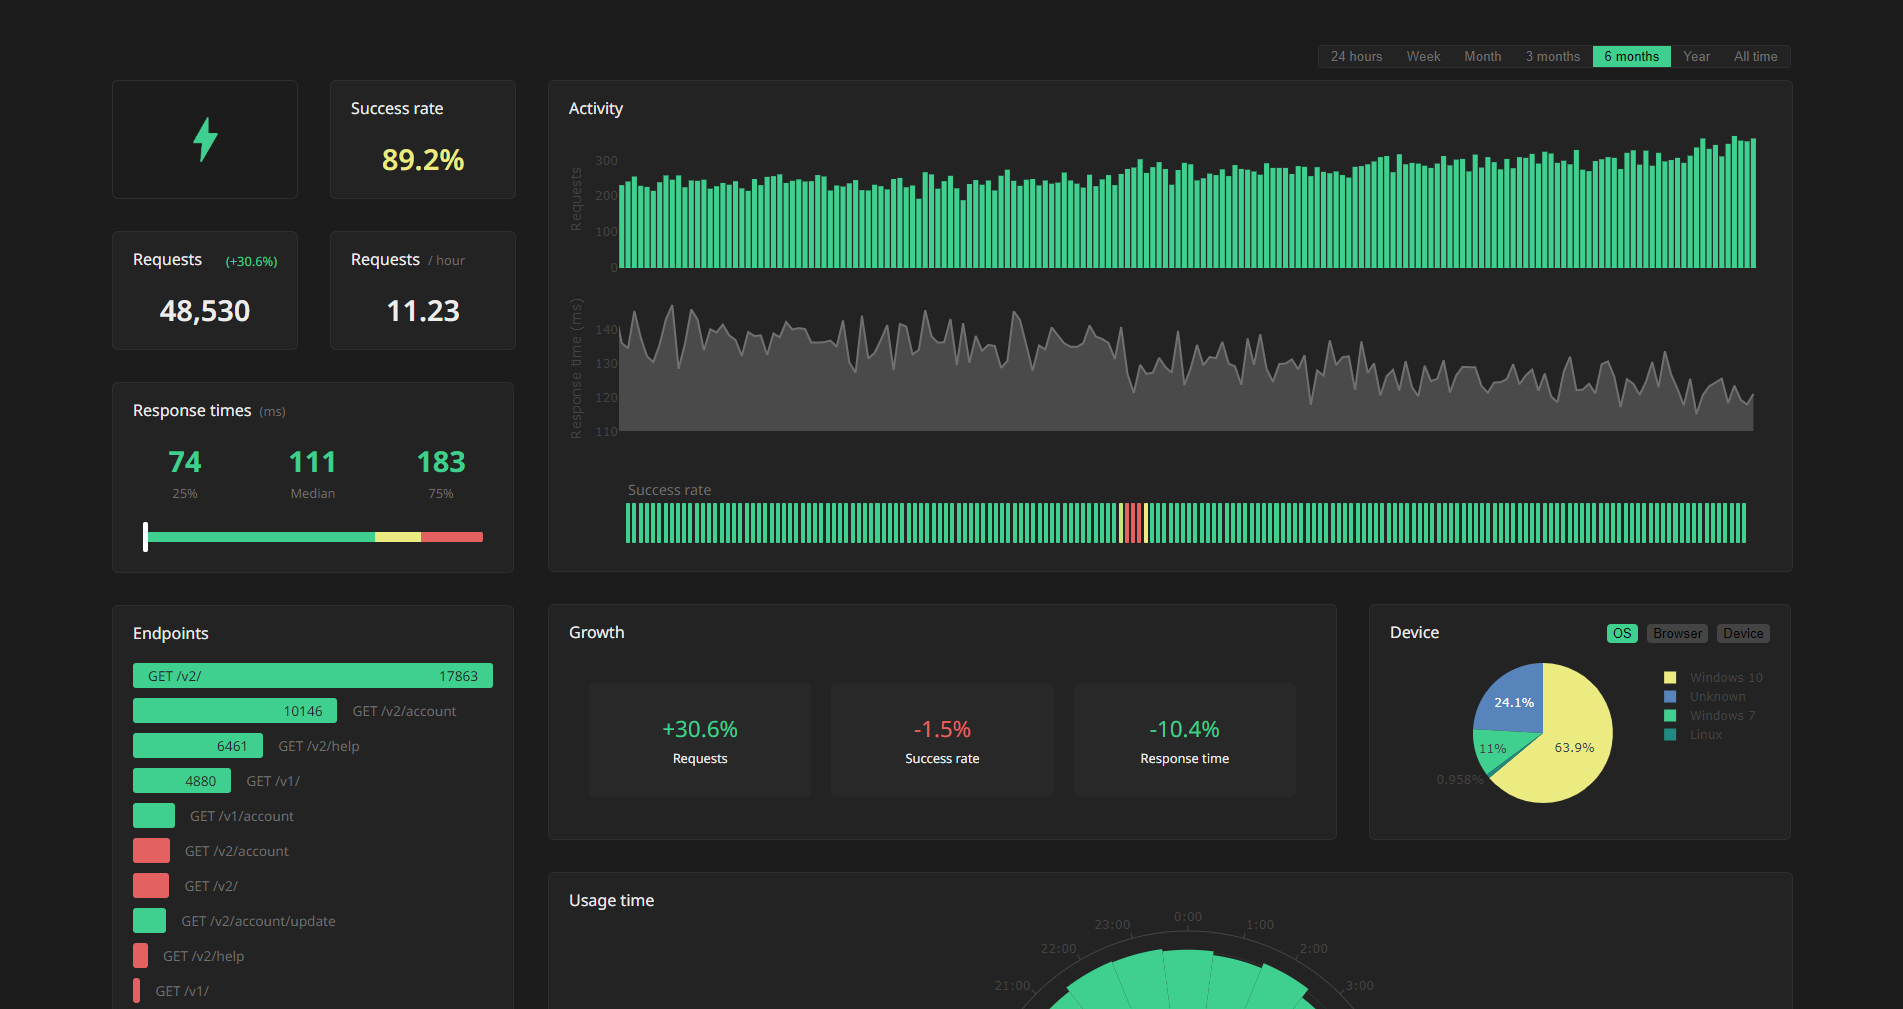 24 hours Week Month 3 months 6 months Year All time
Success rate
89.2%
Requests (+30.6%)
48,530
Requests / hour
11.23
Response times (ms)
74 111 183
25% Median 75%
Activity
Requests
300
200
100
0
Response time (ms)
140
130
120
110
Success rate
Endpoints
GET /v2/ 17863
10146 GET /v2/account
6461 GET /v2/help
4880 GET /v1/
GET /v1/account
GET /v2/account
GET /v2/
GET /v2/account/update
GET /v2/help
GET /v1/
Growth
+30.6% -1.5% -10.4%
Requests Success rate Response time
Device OS Browser Device
24.1%
63.9%
11%
0.958%
Windows 10
Unknown
Windows 7
Linux
Usage time
0:00
23:00 1:00
22:00 2:00
21:00 3:00